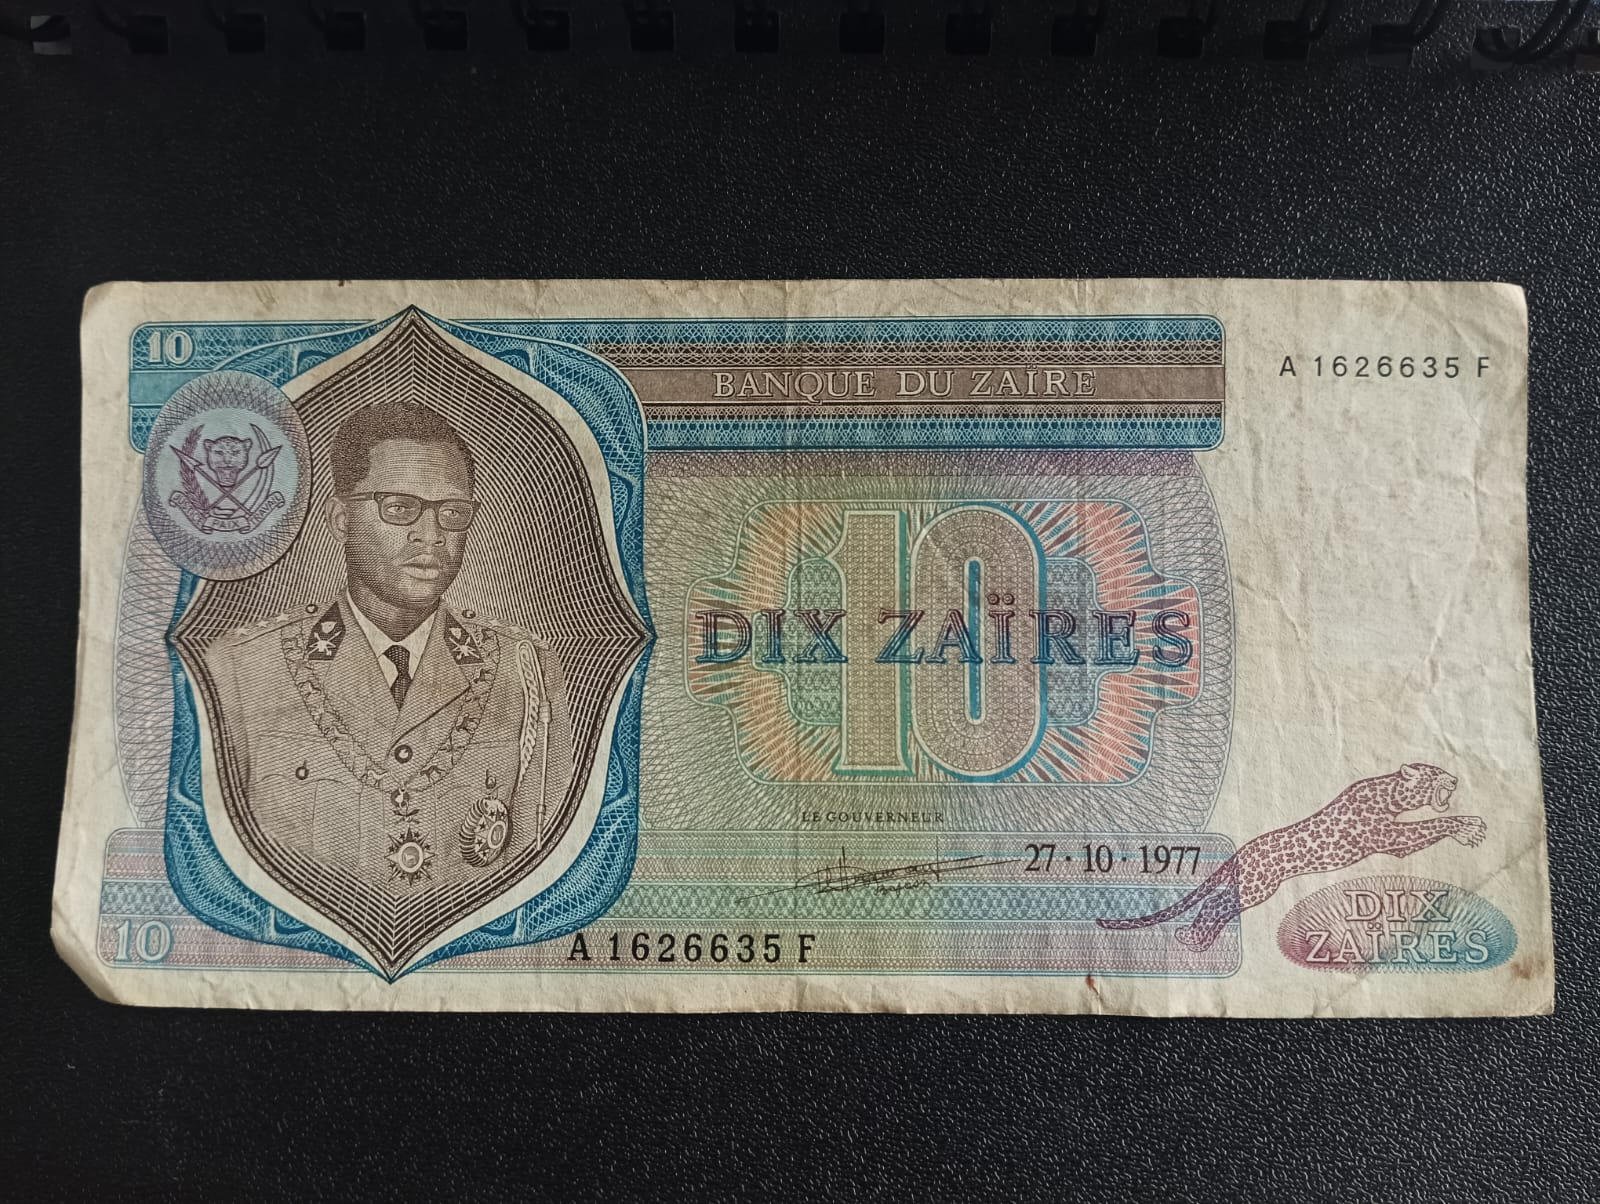 10
BANQUE DU ZAÏRE
A 1626635 F
PAIX
10
DIX ZAÏRES
LE GOUVERNEUR
27·10·1977
10
A 1626635 F
DIX
ZAÏRES